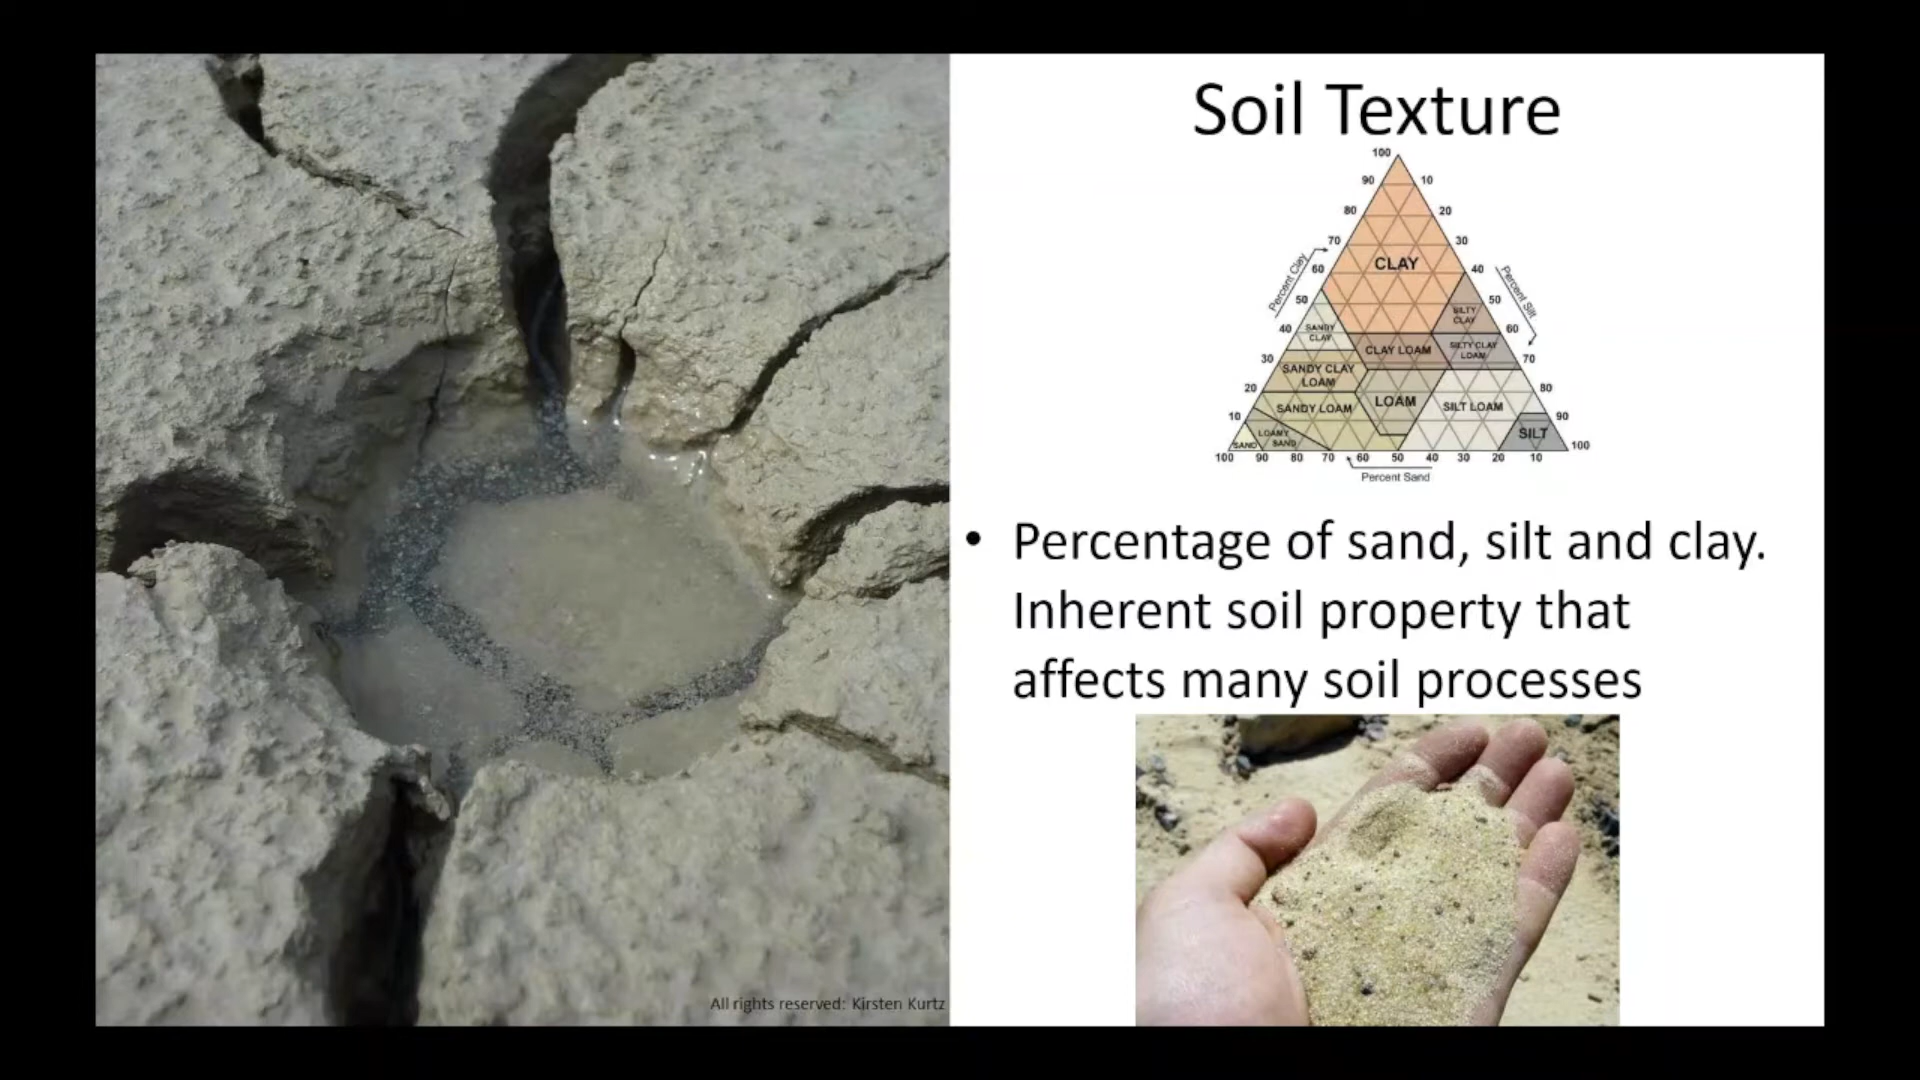 Soil Texture
100
90 10
80 20
70 30
60 40
50 50
40 60
30 70
20 80
10 90
100
Percent Clay
Percent Silt
CLAY
SILTY
CLAY
SANDY
CLAY
CLAY LOAM
SILTY CLAY
LOAM
SANDY CLAY
LOAM
LOAM
SANDY LOAM
SILT LOAM
SILT
LOAMY
SAND
SAND
100 90 80 70 60 50 40 30 20 10
Percent Sand
• Percentage of sand, silt and clay.
Inherent soil property that
affects many soil processes
All rights reserved: Kirsten Kurtz